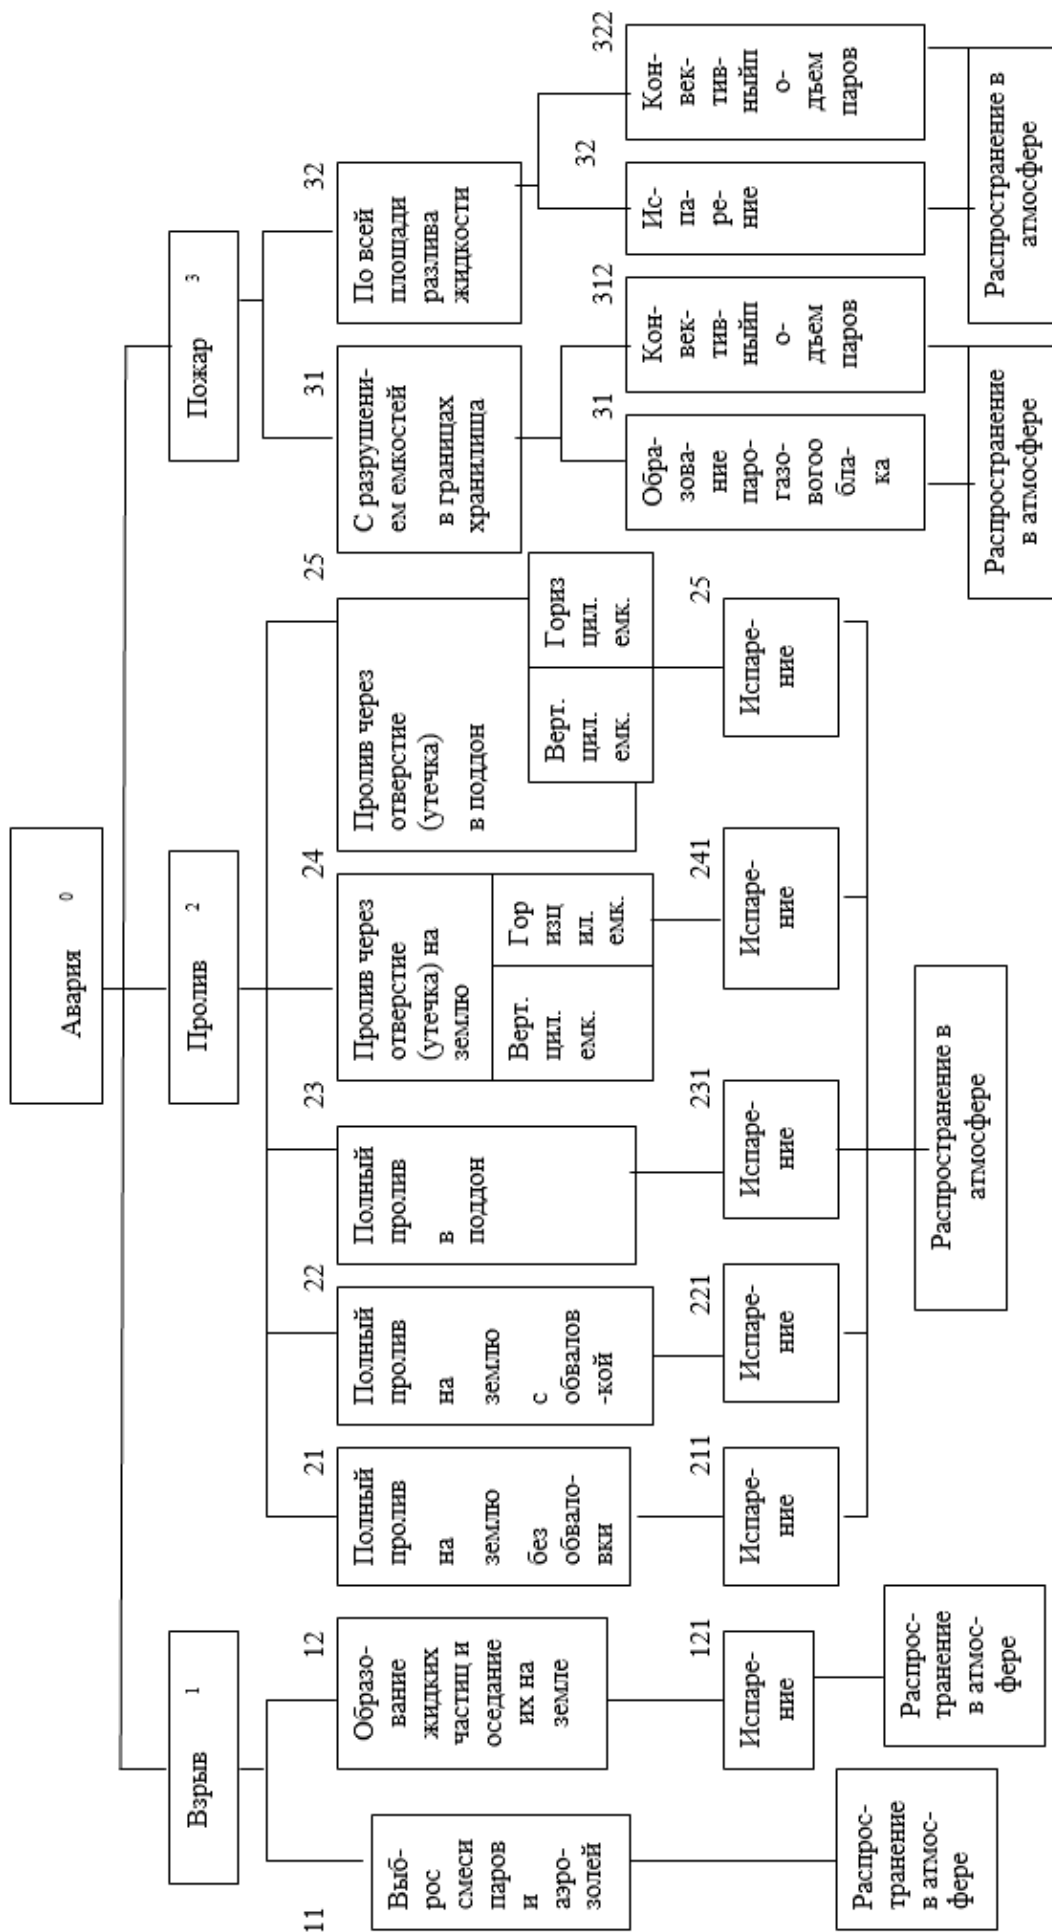 Авария 0
Взрыв 1
Пролив 2
Пожар 3
11
Выб-
рос
смеси
паров
и
аэро-
золей
12
Образо-
вание
жидких
частиц и
оседание
их на
земле
21
Полный
пролив
на
землю
без
обвало-
вки
22
Полный
пролив
на
землю
с
обвалов
-кой
23
Полный
пролив
в
поддон
24
Пролив через
отверстие
(утечка) на
землю
Верт.
цил.
емк.
Гор
изц
ил.
емк.
25
Пролив через
отверстие
(утечка)
в поддон
Верт.
цил.
емк.
Гориз
цил.
емк.
31
С разрушени-
ем емкостей
в границах
хранилища
32
По всей
площади
разлива
жидкости
121
Испаре-
ние
211
Испаре-
ние
221
Испаре-
ние
231
Испаре-
ние
241
Испаре-
ние
25
Испаре-
ние
31
Обра-
зова-
ние
паро-
газо-
вогоо
бла-
ка
312
Кон-
век-
тив-
ныйп
о-
дъем
паров
32
Ис-
па-
ре-
ние
322
Кон-
век-
тив-
ныйп
о-
дъем
паров
Распрос-
транение
в атмос-
фере
Распрос-
транение
в атмос-
фере
Распространение в
атмосфере
Распространение
в атмосфере
Распространение в
атмосфере